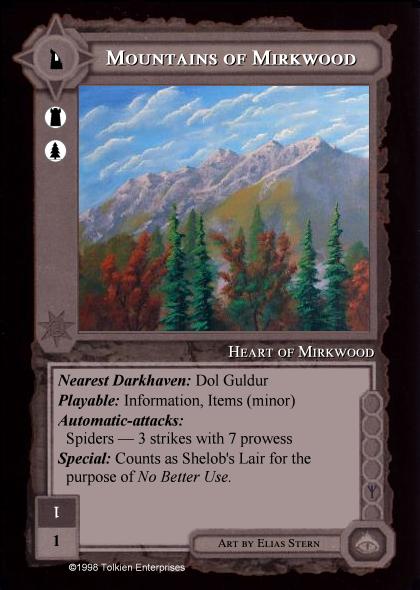 Mountains of Mirkwood
Heart of Mirkwood
Nearest Darkhaven: Dol Guldur
Playable: Information, Items (minor)
Automatic-attacks:
Spiders — 3 strikes with 7 prowess
Special: Counts as Shelob's Lair for the
purpose of No Better Use.
1
1
Art by Elias Stern
©1998 Tolkien Enterprises